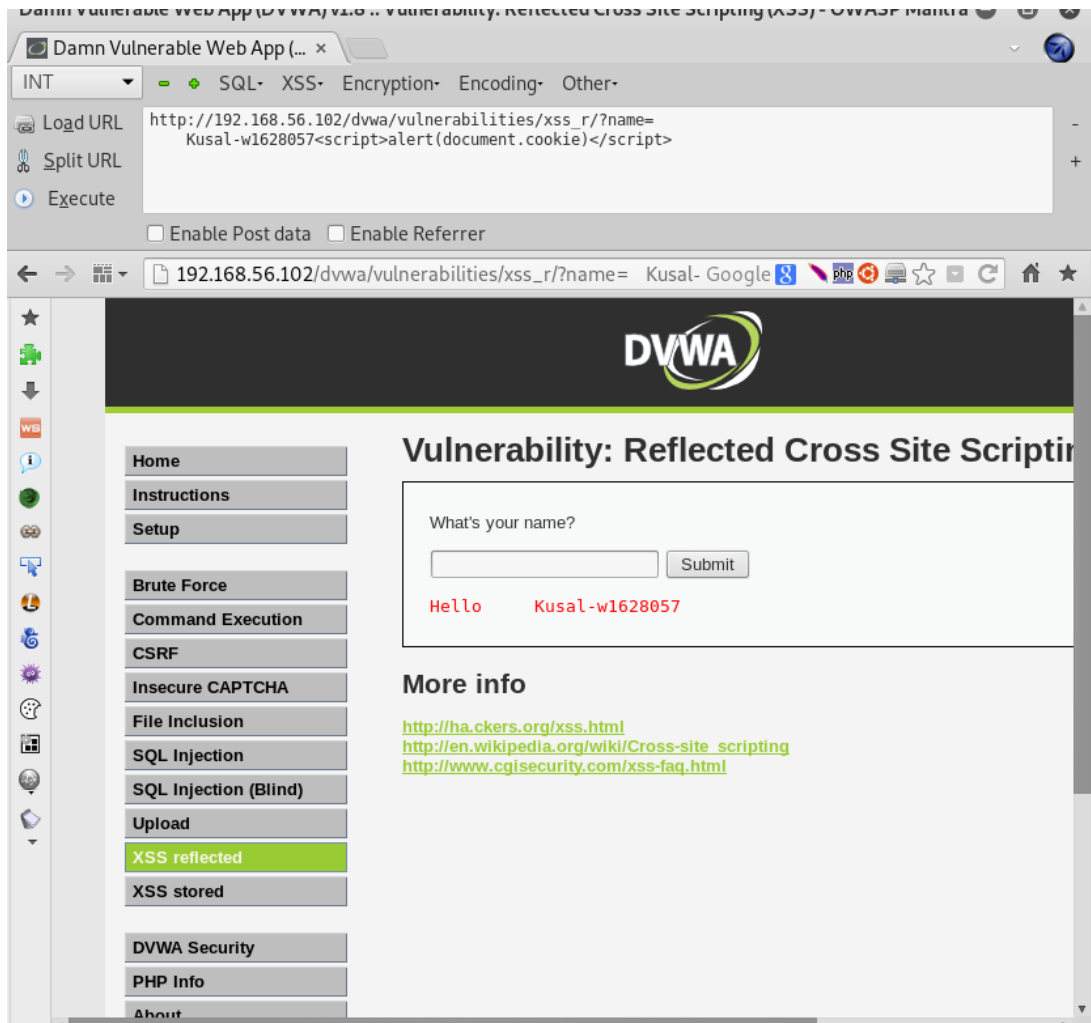 Damn Vulnerable Web App (DVWA) v1.8 :: Vulnerability: Reflected Cross Site Scripting (XSS) - OWASP Mantra
Damn Vulnerable Web App (... ×
INT SQL- XSS- Encryption- Encoding- Other-
Load URL
http://192.168.56.102/dvwa/vulnerabilities/xss_r/?name=
Kusal-w1628057<script>alert(document.cookie)</script>
Split URL
Execute
Enable Post data Enable Referrer
192.168.56.102/dvwa/vulnerabilities/xss_r/?name= Kusal- Google 8 php
DVWA
WS
Home
Instructions
Setup
Brute Force
Command Execution
CSRF
Insecure CAPTCHA
File Inclusion
SQL Injection
SQL Injection (Blind)
Upload
XSS reflected
XSS stored
DVWA Security
PHP Info
About
Vulnerability: Reflected Cross Site Scriptin
What's your name?
Submit
Hello Kusal-w1628057
More info
http://ha.ckers.org/xss.html
http://en.wikipedia.org/wiki/Cross-site_scripting
http://www.cgisecurity.com/xss-faq.html